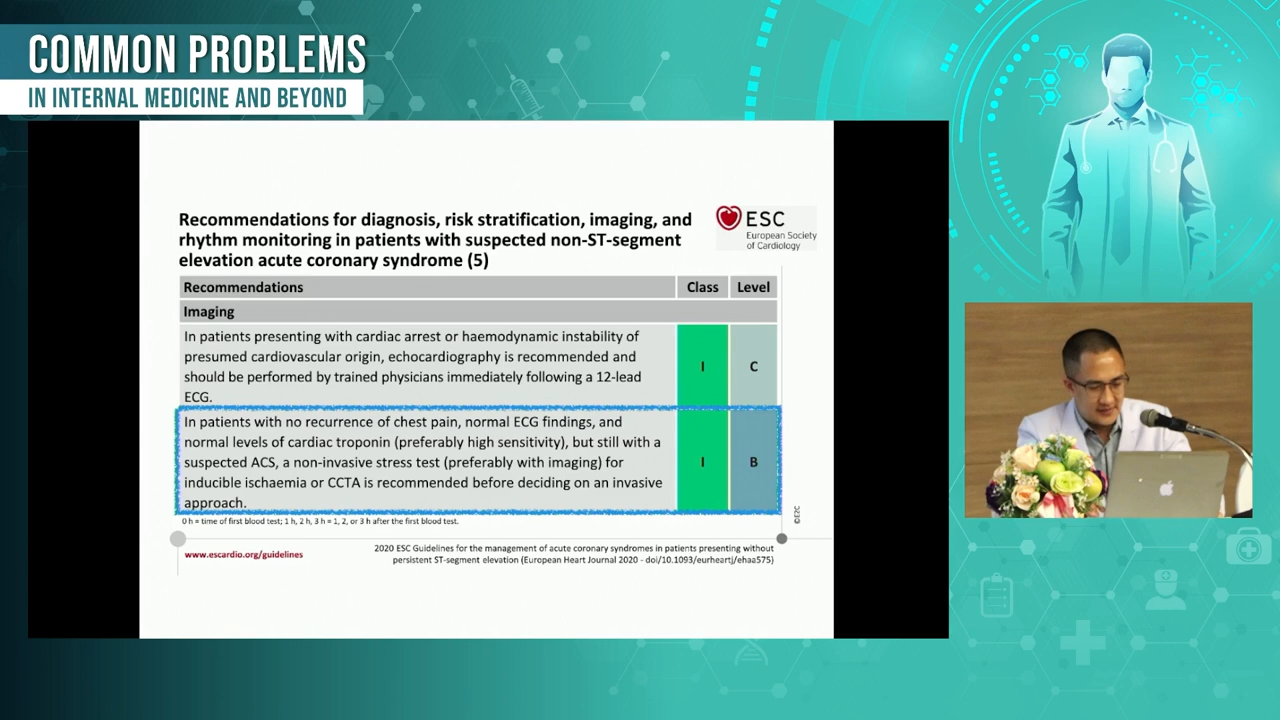 COMMON PROBLEMS
IN INTERNAL MEDICINE AND BEYOND
Recommendations for diagnosis, risk stratification, imaging, and
rhythm monitoring in patients with suspected non-ST-segment
elevation acute coronary syndrome (5)
ESC
European Society
of Cardiology
Recommendations Class Level
Imaging
In patients presenting with cardiac arrest or haemodynamic instability of
presumed cardiovascular origin, echocardiography is recommended and
should be performed by trained physicians immediately following a 12-lead
ECG.
I C
In patients with no recurrence of chest pain, normal ECG findings, and
normal levels of cardiac troponin (preferably high sensitivity), but still with a
suspected ACS, a non-invasive stress test (preferably with imaging) for
inducible ischaemia or CCTA is recommended before deciding on an invasive
approach.
I B
0 h = time of first blood test; 1 h, 2 h, 3 h = 1, 2, or 3 h after the first blood test.
©ESC
www.escardio.org/guidelines
2020 ESC Guidelines for the management of acute coronary syndromes in patients presenting without
persistent ST-segment elevation (European Heart Journal 2020 - doi/10.1093/eurheartj/ehaa575)